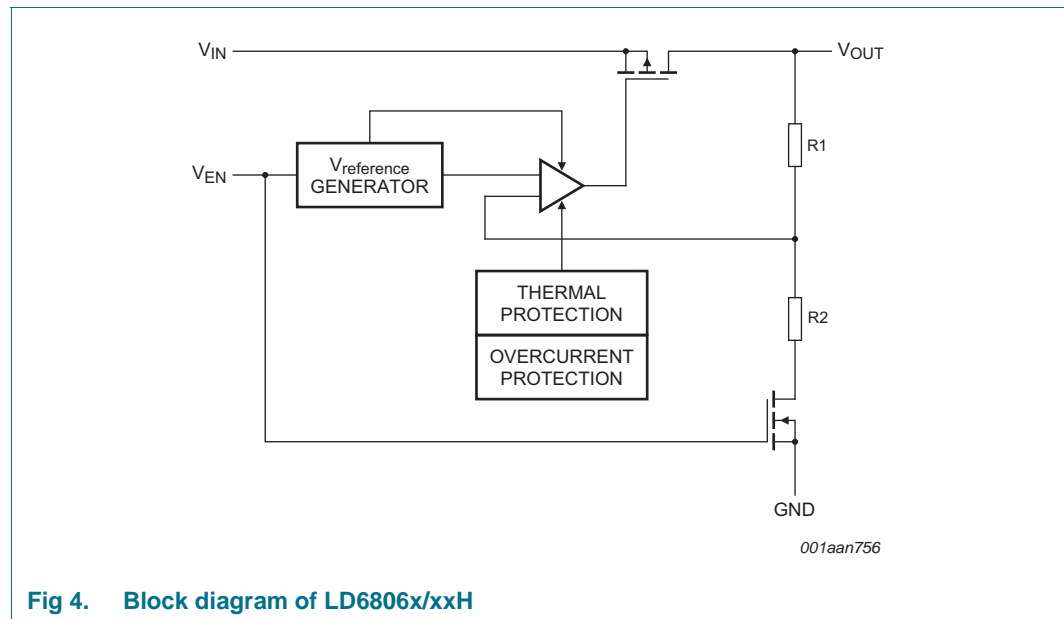 VIN
VOUT
R1
Vreference
GENERATOR
VEN
THERMAL
PROTECTION
R2
OVERCURRENT
PROTECTION
GND
001aan756
Fig 4. Block diagram of LD6806x/xxH